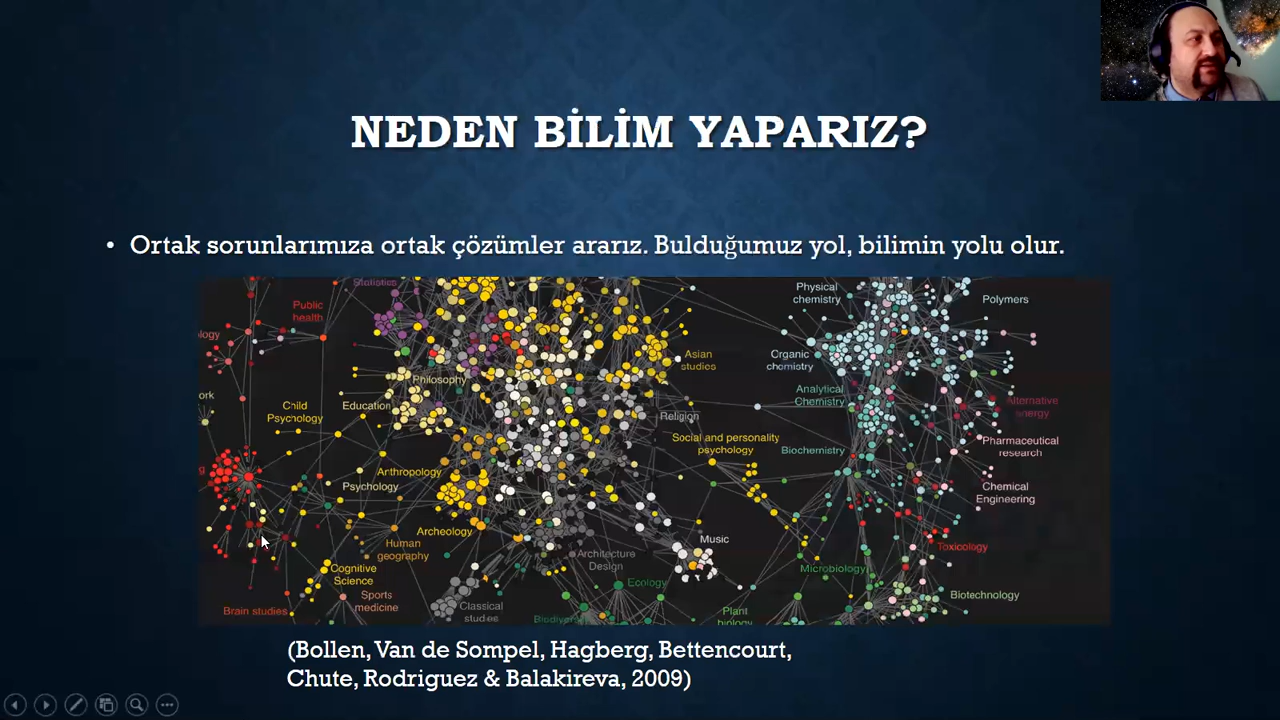 NEDEN BİLİM YAPARIZ?
• Ortak sorunlarımıza ortak çözümler ararız. Bulduğumuz yol, bilimin yolu olur.
Statistics
Public
health
Physical
chemistry
Polymers
Asian
studies
Organic
chemistry
Philosophy
Analytical
Chemistry
Alternative
energy
Child
Psychology
Education
Religion
Social and personality
psychology
Biochemistry
Pharmaceutical
research
Anthropology
Psychology
Chemical
Engineering
Archeology
Human
geography
Music
Architecture
Design
Toxicology
Cognitive
Science
Ecology
Microbiology
Sports
medicine
Biotechnology
Brain studies
Classical
studies
Plant
biology
(Bollen, Van de Sompel, Hagberg, Bettencourt,
Chute, Rodriguez & Balakireva, 2009)